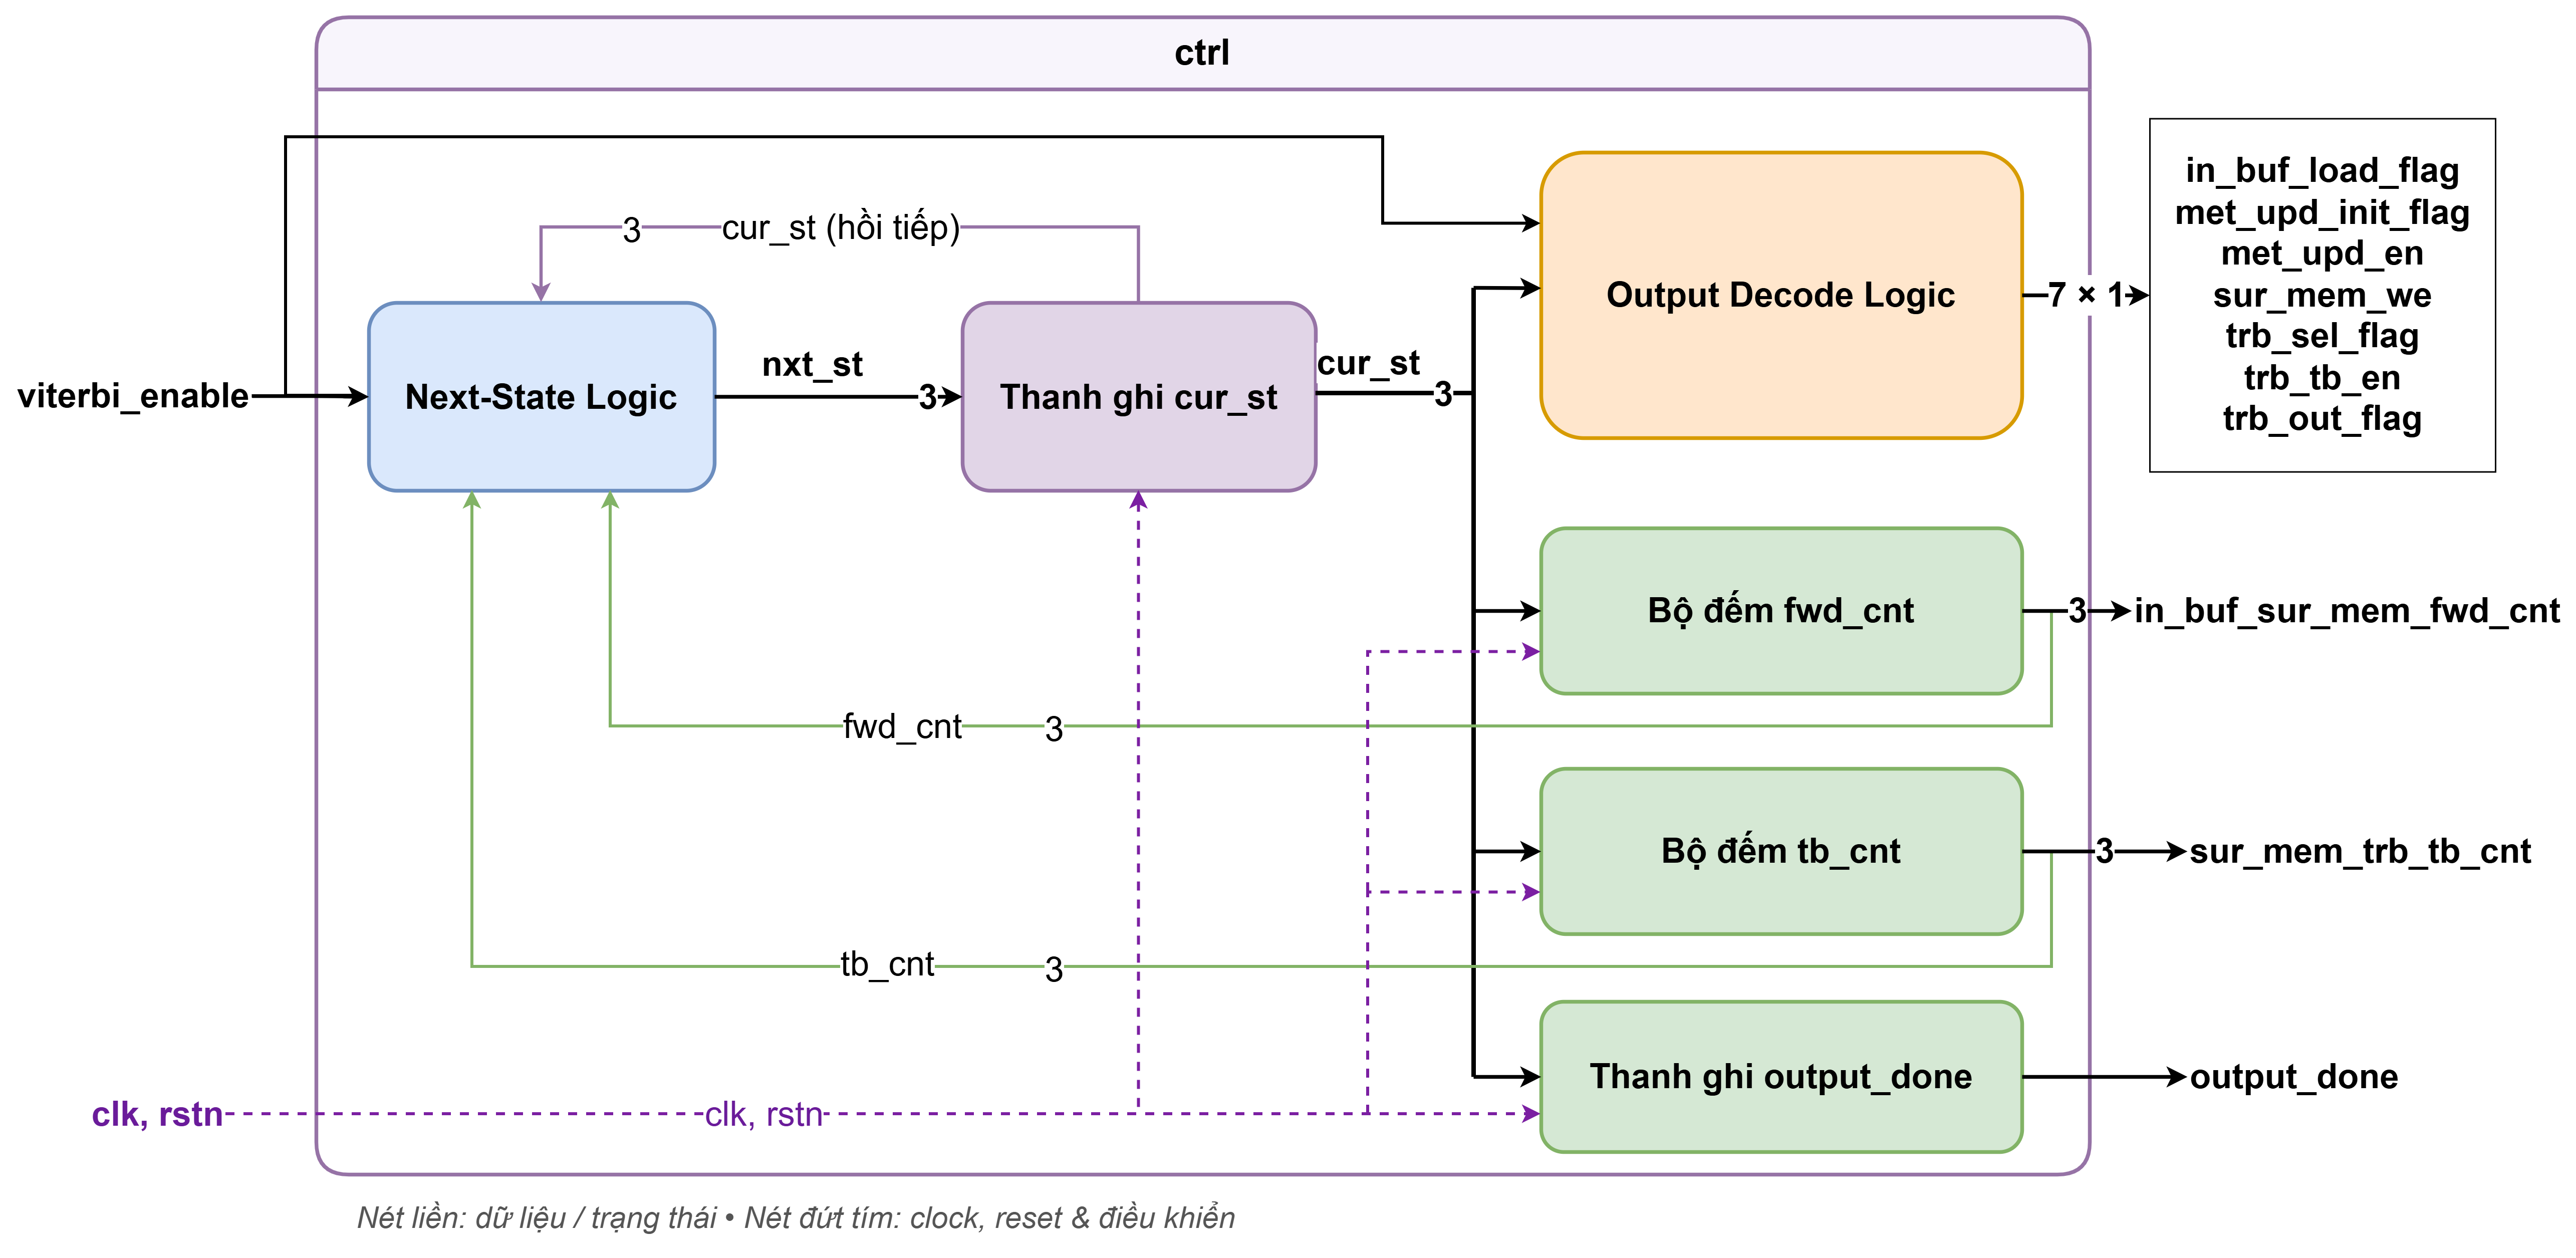 ctrl
in_buf_load_flag
met_upd_init_flag
met_upd_en
sur_mem_we
trb_sel_flag
trb_tb_en
trb_out_flag
3
cur_st (hồi tiếp)
Output Decode Logic
7 × 1
viterbi_enable
Next-State Logic
nxt_st
3
Thanh ghi cur_st
cur_st
3
Bộ đếm fwd_cnt
3
in_buf_sur_mem_fwd_cnt
fwd_cnt
3
Bộ đếm tb_cnt
3
sur_mem_trb_tb_cnt
tb_cnt
3
Thanh ghi output_done
output_done
clk, rstn
clk, rstn
Nét liền: dữ liệu / trạng thái • Nét đứt tím: clock, reset & điều khiển